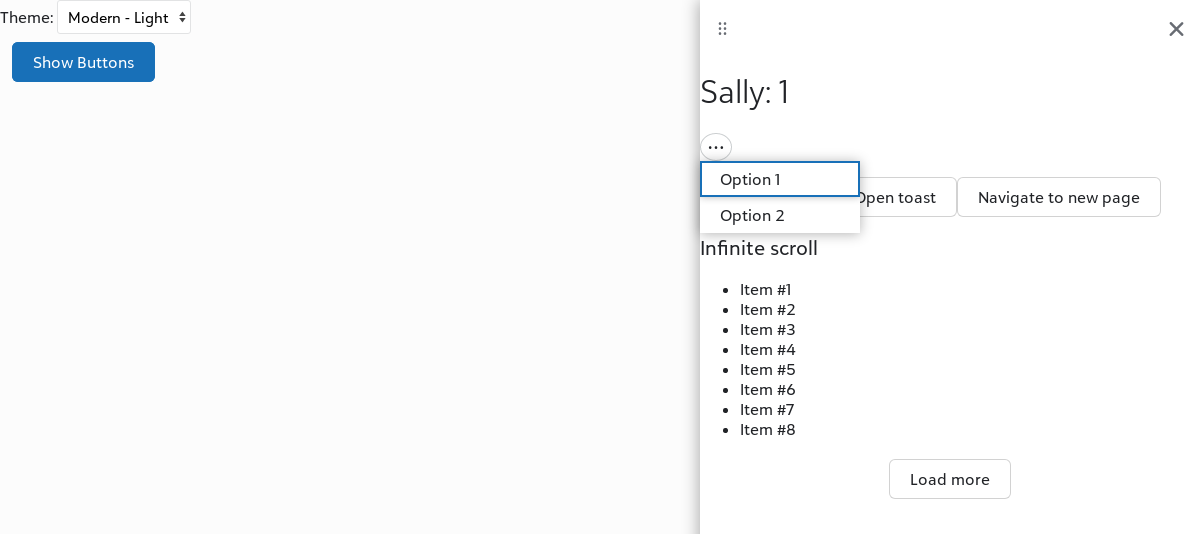 Theme: Modern - Light
Show Buttons
Sally: 1
Option 1
Option 2
Open toast
Navigate to new page
Infinite scroll
Item #1
Item #2
Item #3
Item #4
Item #5
Item #6
Item #7
Item #8
Load more